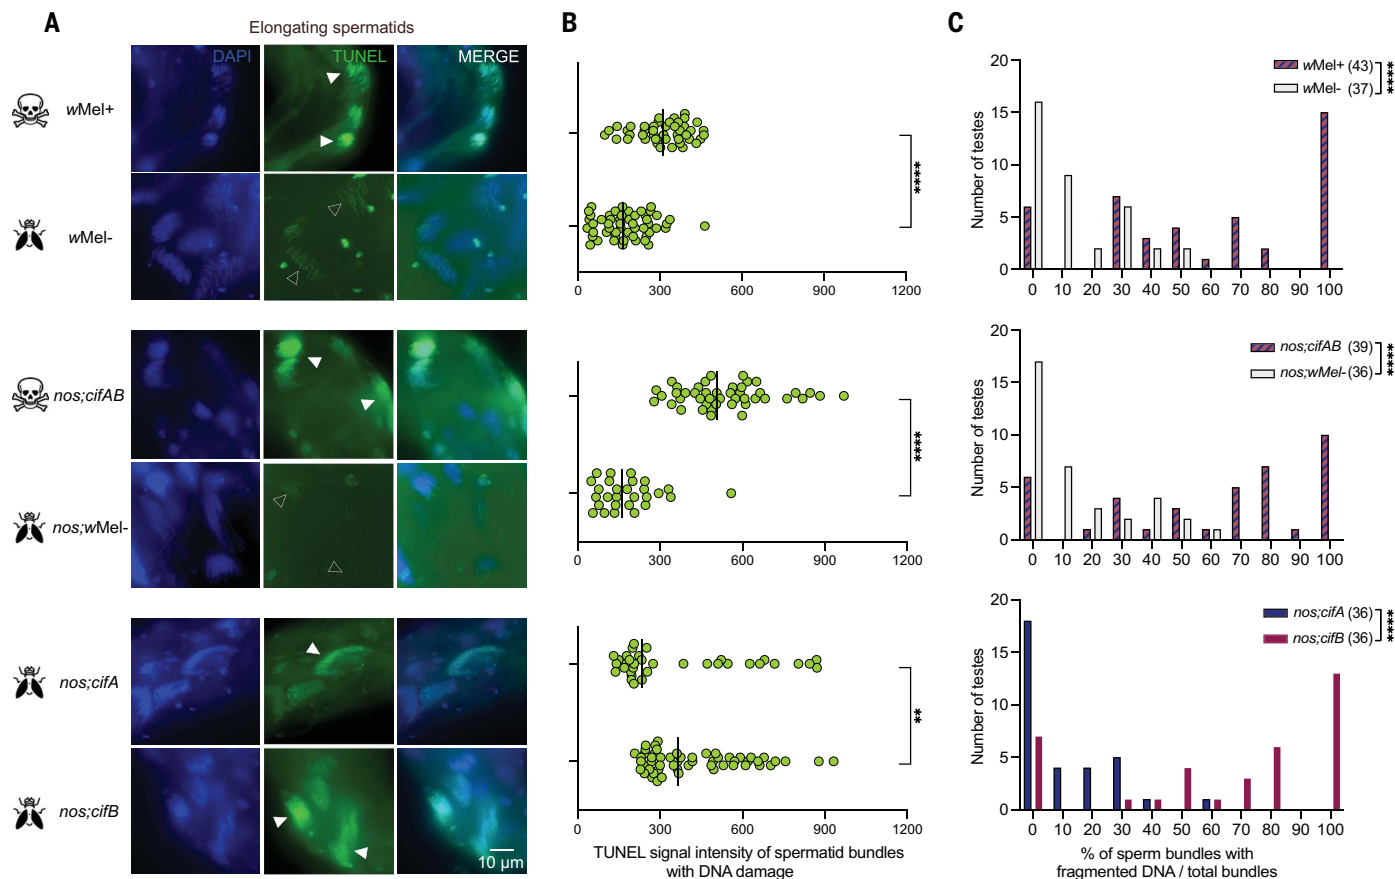 A
Elongating spermatids
DAPI
TUNEL
MERGE
wMel+
wMel-
nos;cifAB
nos;wMel-
nos;cifA
nos;cifB
10 µm
B
****
0 300 600 900 1200
****
0 300 600 900 1200
**
0 300 600 900 1200
TUNEL signal intensity of spermatid bundles
with DNA damage
C
Number of testes
20
15
10
5
0
wMel+ (43)
wMel- (37)
****
0 10 20 30 40 50 60 70 80 90 100
Number of testes
20
15
10
5
0
nos;cifAB (39)
nos;wMel- (36)
****
0 10 20 30 40 50 60 70 80 90 100
Number of testes
20
15
10
5
0
nos;cifA (36)
nos;cifB (36)
****
0 10 20 30 40 50 60 70 80 90 100
% of sperm bundles with
fragmented DNA / total bundles